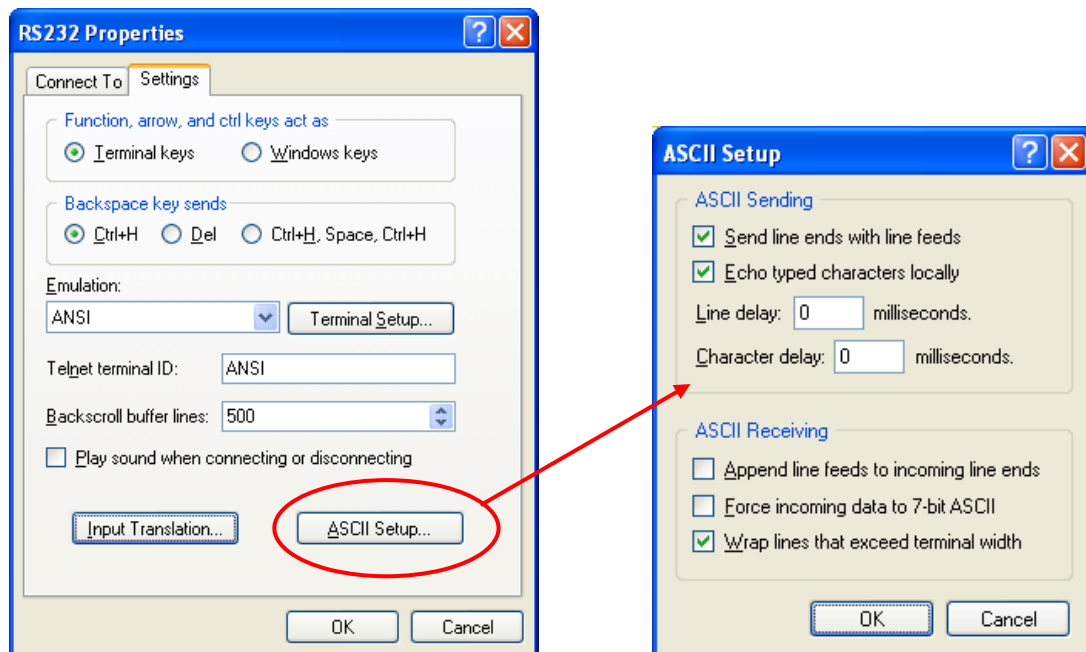 RS232 Properties
Connect To Settings
Function, arrow, and ctrl keys act as
Terminal keys Windows keys
Backspace key sends
Ctrl+H Del Ctrl+H, Space, Ctrl+H
Emulation:
ANSI Terminal Setup...
Telnet terminal ID: ANSI
Backscroll buffer lines: 500
Play sound when connecting or disconnecting
Input Translation... ASCII Setup...
OK Cancel
ASCII Setup
ASCII Sending
Send line ends with line feeds
Echo typed characters locally
Line delay: 0 milliseconds.
Character delay: 0 milliseconds.
ASCII Receiving
Append line feeds to incoming line ends
Force incoming data to 7-bit ASCII
Wrap lines that exceed terminal width
OK Cancel